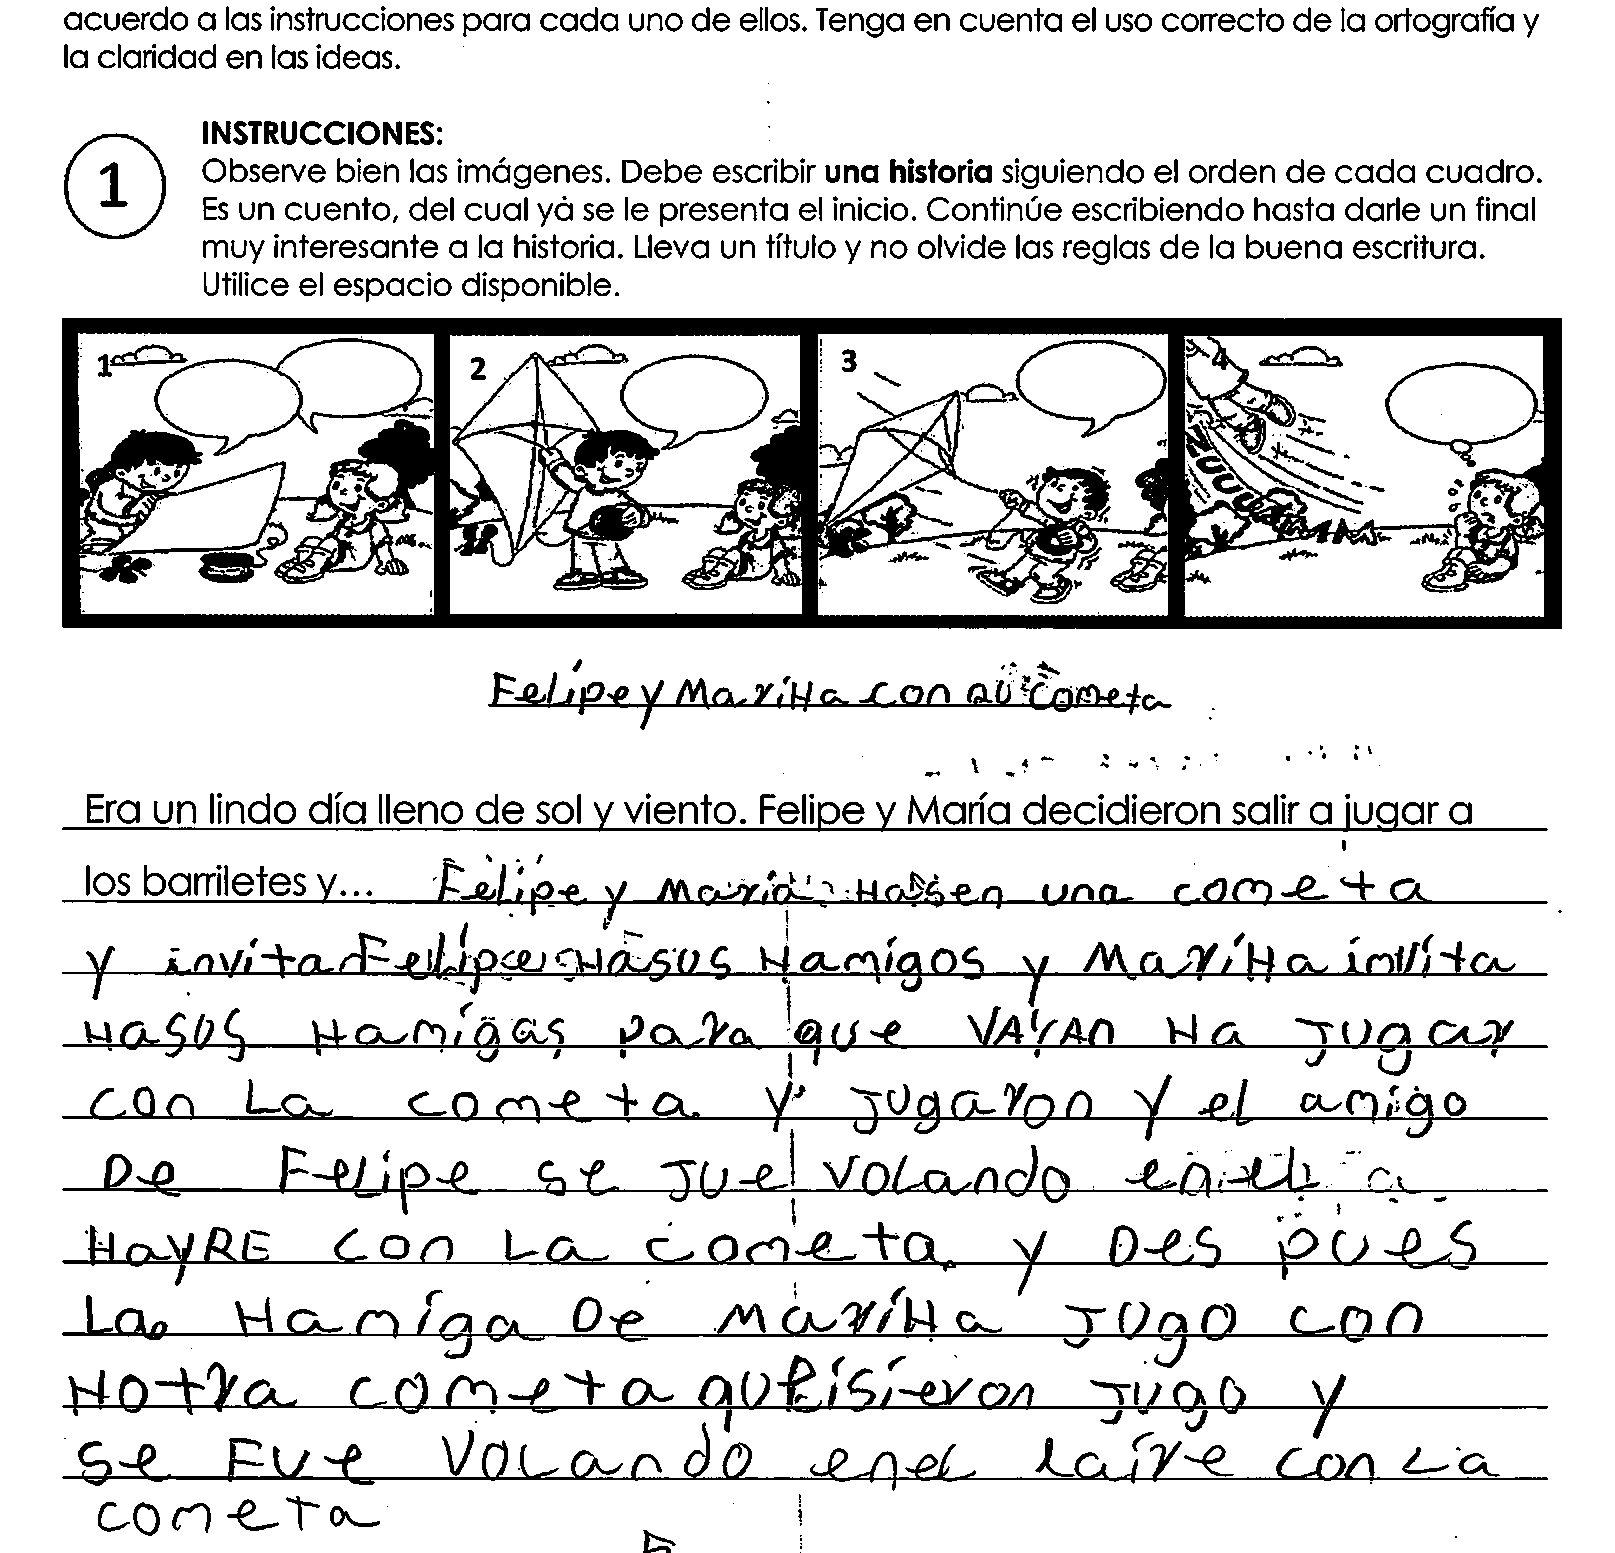 acuerdo a las instrucciones para cada uno de ellos. Tenga en cuenta el uso correcto de la ortografía y
la claridad en las ideas.
1
INSTRUCCIONES:
Observe bien las imágenes. Debe escribir una historia siguiendo el orden de cada cuadro.
Es un cuento, del cual ya se le presenta el inicio. Continúe escribiendo hasta darle un final
muy interesante a la historia. Lleva un título y no olvide las reglas de la buena escritura.
Utilice el espacio disponible.
1 2 3 4
Felipe y MariHa con su cometa
Era un lindo día lleno de sol y viento. Felipe y María decidieron salir a jugar a
los barriletes y... Felipe y Maria Hasen una cometa
y invitar Felipe HASUS Hamigos y MariHa invita
HaSUS Hamigas para que VAYAn Ha Jugar
con La cometa y Jugaron y el amigo
De Felipe se Jue volando en el a
HayRE con La cometa. y Des pues
La Hamiga De MariHa Jugo con
Hotra cometa que isieron Jugo y
se Fue Volando enel laire con La
cometa